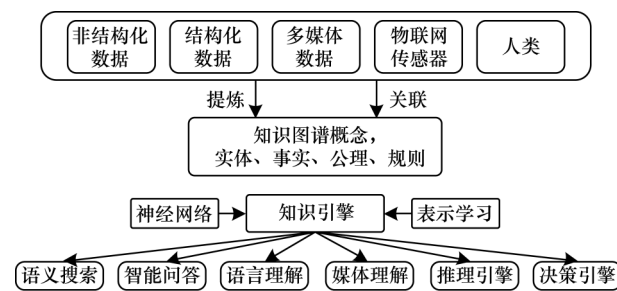 非结构化
数据
结构化
数据
多媒体
数据
物联网
传感器
人类
提炼
关联
知识图谱概念，
实体、事实、公理、规则
神经网络
知识引擎
表示学习
语义搜索
智能问答
语言理解
媒体理解
推理引擎
决策引擎